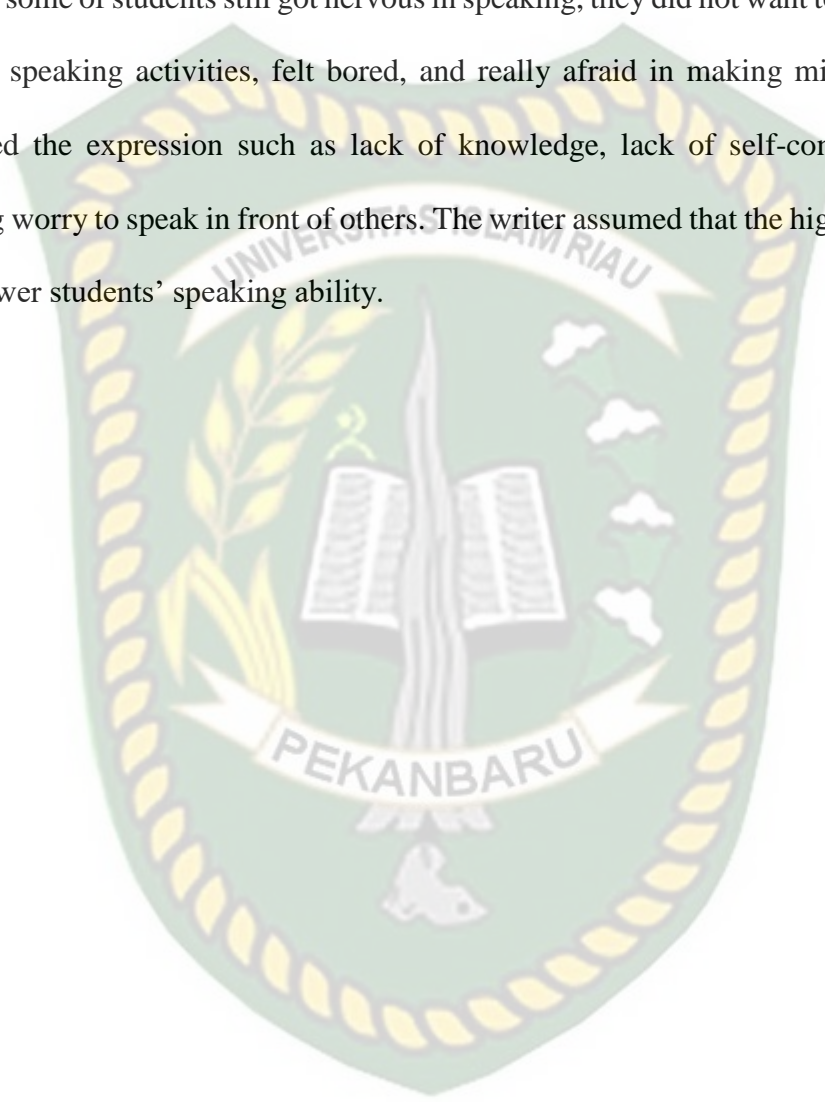 some of students still got nervous in speaking, they did not want to
speaking activities, felt bored, and really afraid in making mi
ed the expression such as lack of knowledge, lack of self-con
g worry to speak in front of others. The writer assumed that the hig
wer students’ speaking ability.
UNIVERSITAS ISLAM RIAU
PEKANBARU